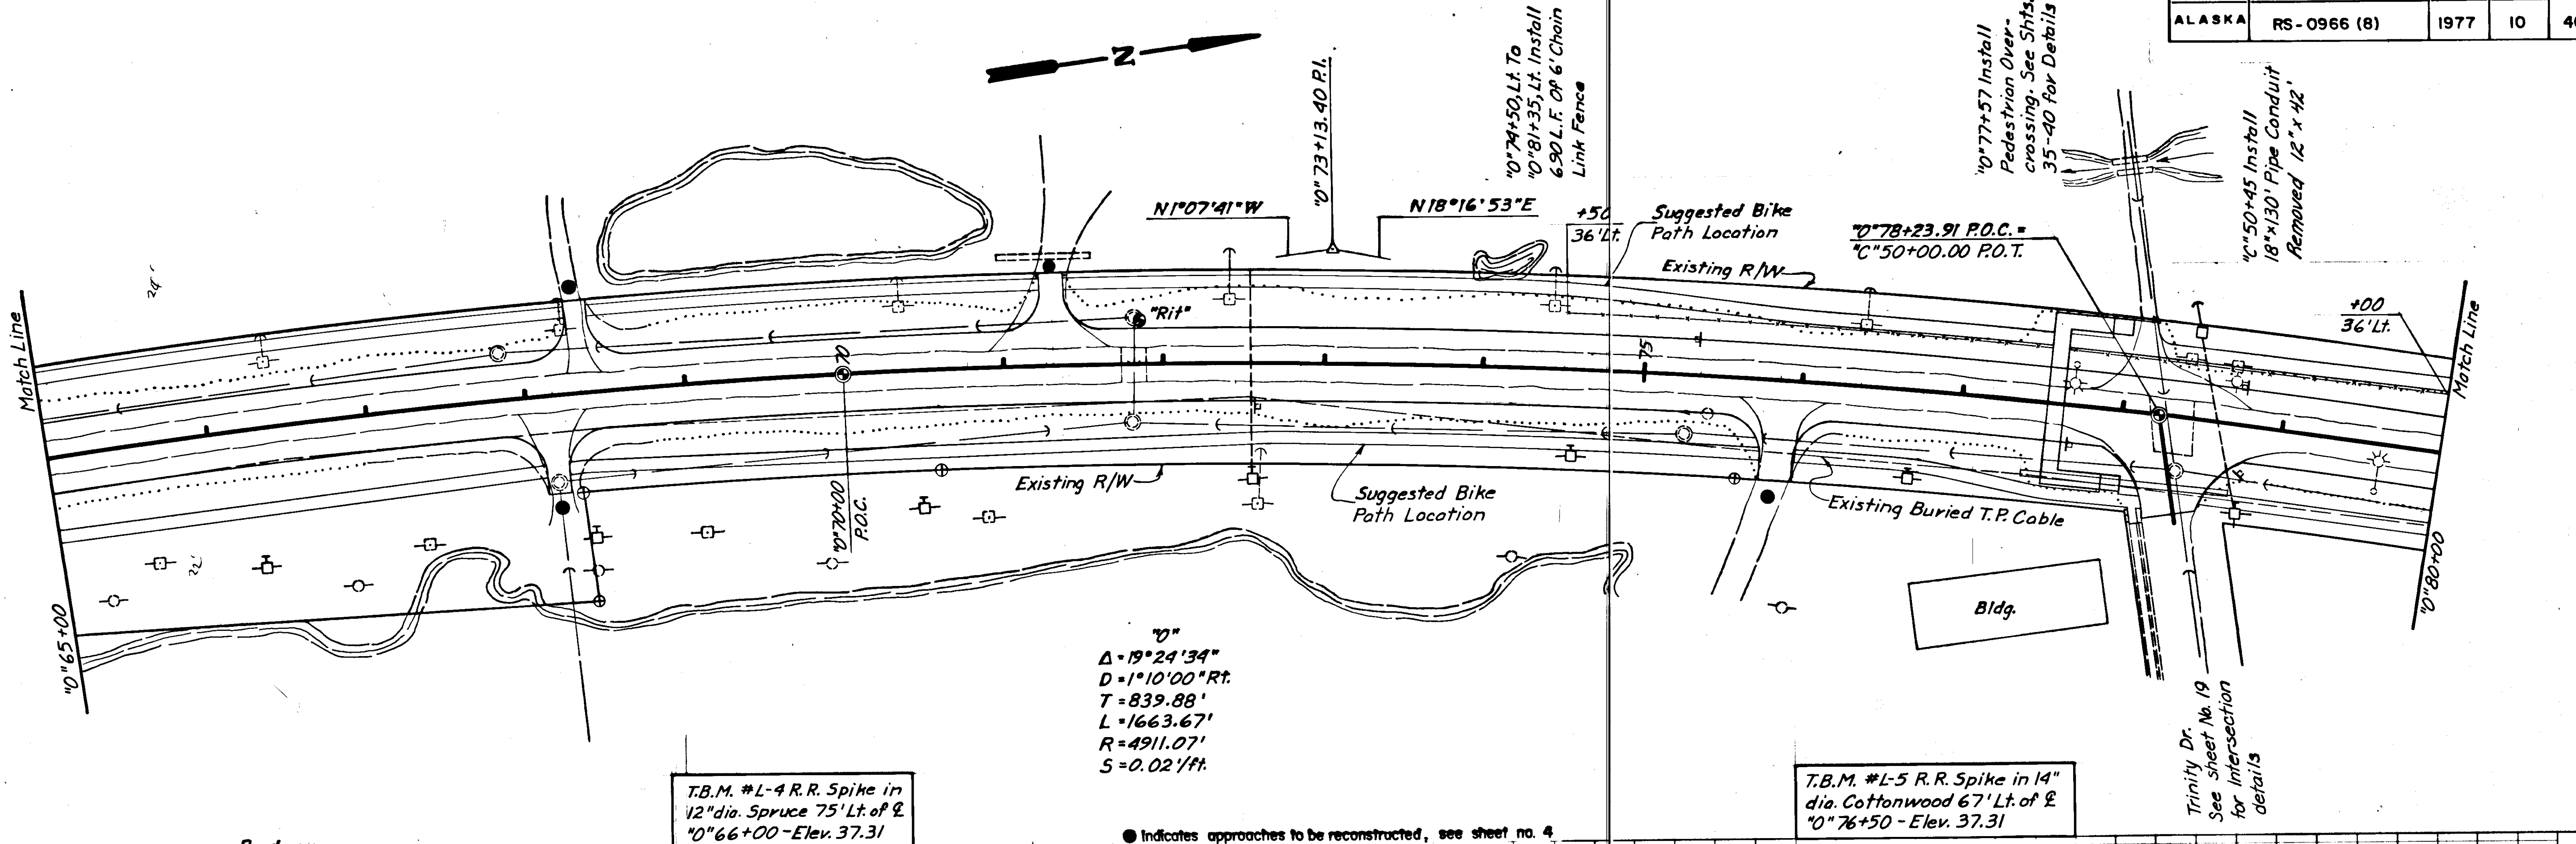 ALASKA RS-0966 (8) 1977 10
N
"O" 73+13.40 P.I.
"O" 74+50, Lt. To
"O" 81+35, Lt. Install
690 L.F. Of 6' Chain
Link Fence
"O" 77+57 Install
Pedestrian Over-
crossing. See Shts.
35-40 for Details
"C" 50+45 Install
18" x 130' Pipe Conduit
Removed 12" x 42'
N 1°07'41" W
N 18°16'53" E
+50
36' Lt.
Suggested Bike
Path Location
"O" 78+23.91 P.O.C. =
"C" 50+00.00 P.O.T.
Existing R/W
+00
36' Lt.
24'
Match Line
"Rit"
70
75
Match Line
Existing R/W
Suggested Bike
Path Location
Existing Buried T.P. Cable
"O" 70+00
P.O.C.
22'
"O" 65+00
"O" 80+00
Bldg.
"O"
Δ = 19°24'34"
D = 1°10'00" Rt.
T = 839.88'
L = 1663.67'
R = 4911.07'
S = 0.02'/ft.
Trinity Dr.
See sheet No. 19
for Intersection
details
T.B.M. #L-4 R.R. Spike in
12" dia. Spruce 75' Lt. of ℄
"O" 66+00 - Elev. 37.31
T.B.M. #L-5 R.R. Spike in 14"
dia. Cottonwood 67' Lt. of ℄
"O" 76+50 - Elev. 37.31
● Indicates approaches to be reconstructed, see sheet no. 4